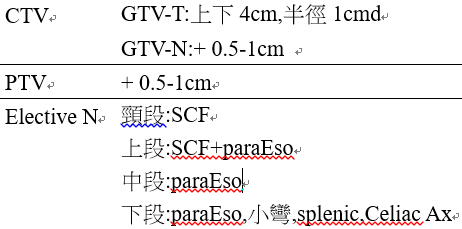 CTV GTV-T:上下 4cm,半徑 1cmd
GTV-N:+ 0.5-1cm
PTV + 0.5-1cm
Elective N 頸段:SCF
上段:SCF+paraEso
中段:paraEso
下段:paraEso,小彎,splenic,Celiac Ax